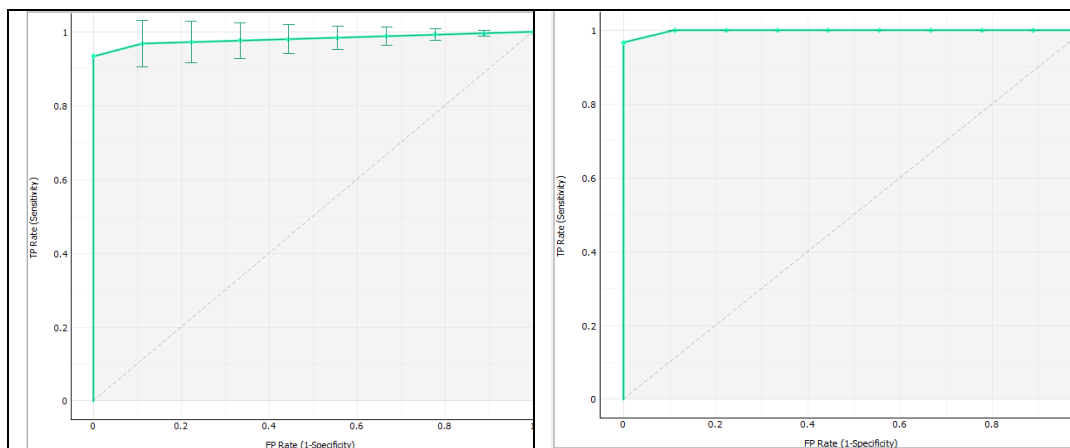 1
0.8
0.6
0.4
0.2
0
TP Rate (Sensitivity)
0 0.2 0.4 0.6 0.8 1
FP Rate (1-Specificity)
1
0.8
0.6
0.4
0.2
0
TP Rate (Sensitivity)
0 0.2 0.4 0.6 0.8
FP Rate (1-Specificity)